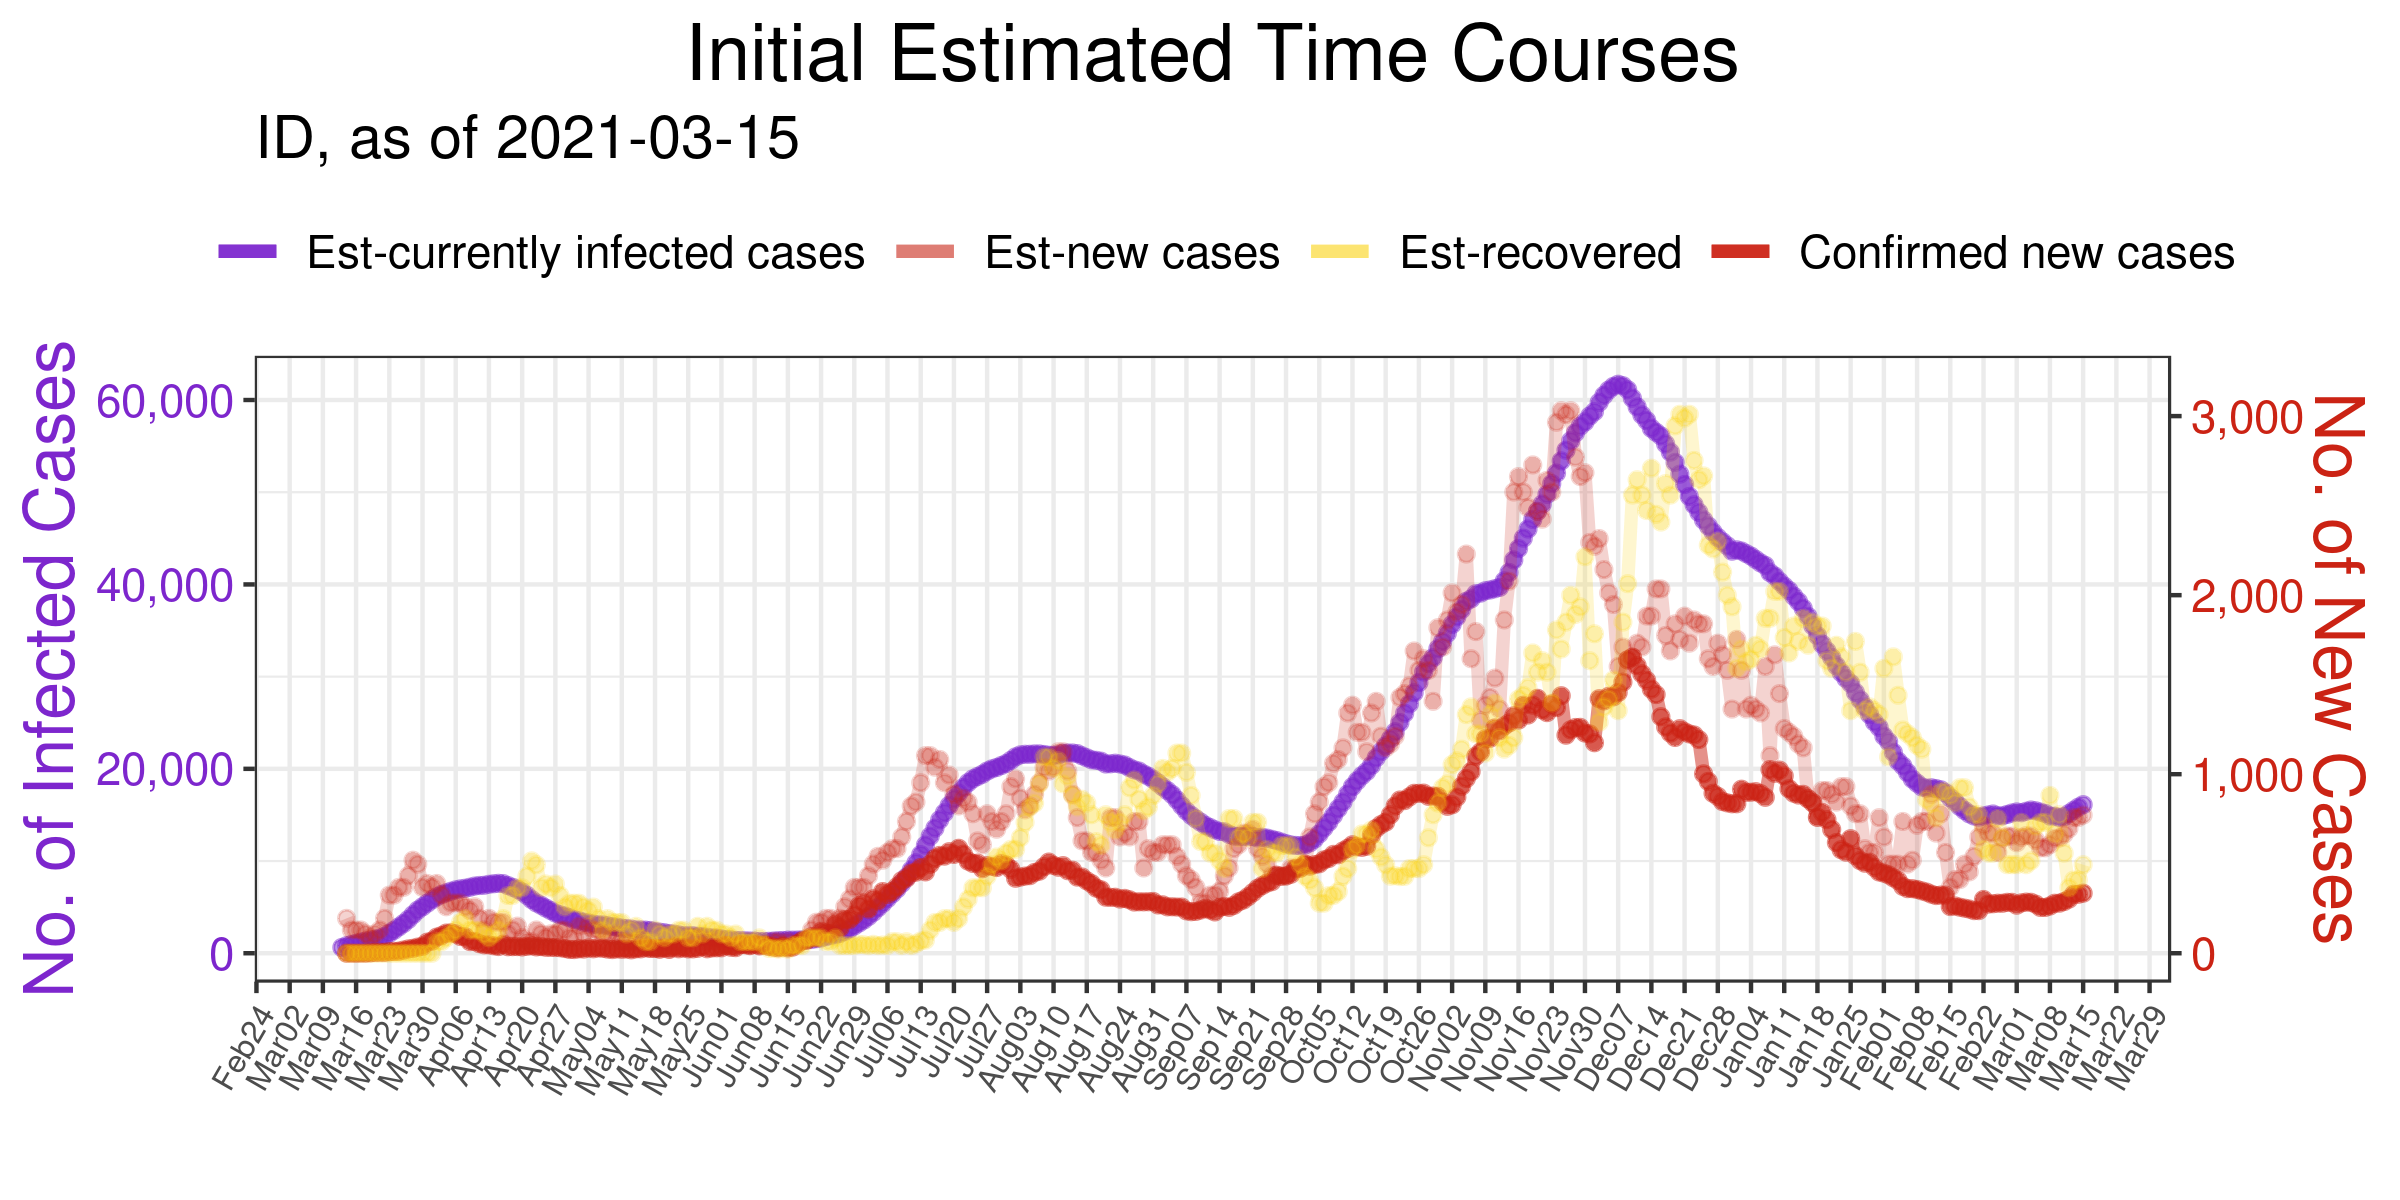 Initial Estimated Time Courses
ID, as of 2021-03-15
Est-currently infected cases
Est-new cases
Est-recovered
Confirmed new cases
No. of Infected Cases
60,000
40,000
20,000
0
3,000
2,000
1,000
0
No. of New Cases
Feb24
Mar02
Mar09
Mar16
Mar23
Mar30
Apr06
Apr13
Apr20
Apr27
May04
May11
May18
May25
Jun01
Jun08
Jun15
Jun22
Jun29
Jul06
Jul13
Jul20
Jul27
Aug03
Aug10
Aug17
Aug24
Aug31
Sep07
Sep14
Sep21
Sep28
Oct05
Oct12
Oct19
Oct26
Nov02
Nov09
Nov16
Nov23
Nov30
Dec07
Dec14
Dec21
Dec28
Jan04
Jan11
Jan18
Jan25
Feb01
Feb08
Feb15
Feb22
Mar01
Mar08
Mar15
Mar22
Mar29